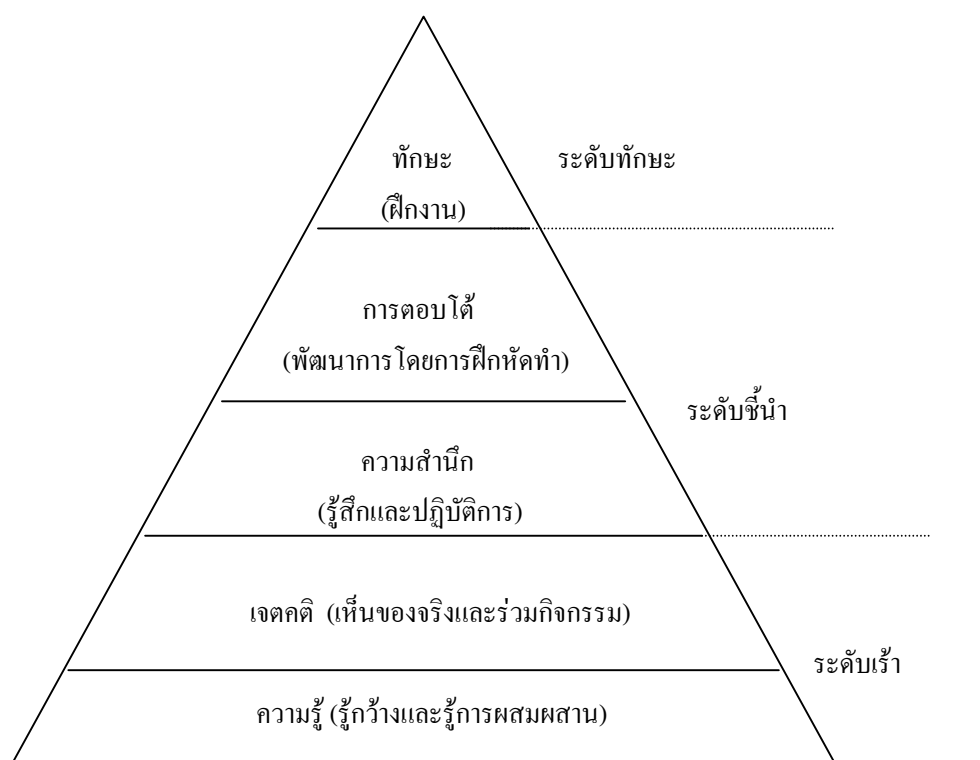 ทักษะ
ระดับทักษะ
(ฝึกงาน)
การตอบโต้
(พัฒนาการโดยการฝึกหัดทำ)
ระดับชี้นำ
ความสำนึก
(รู้สึกและปฏิบัติการ)
เจตคติ (เห็นของจริงและร่วมกิจกรรม)
ระดับเร้า
ความรู้ (รู้กว้างและรู้การผสมผสาน)